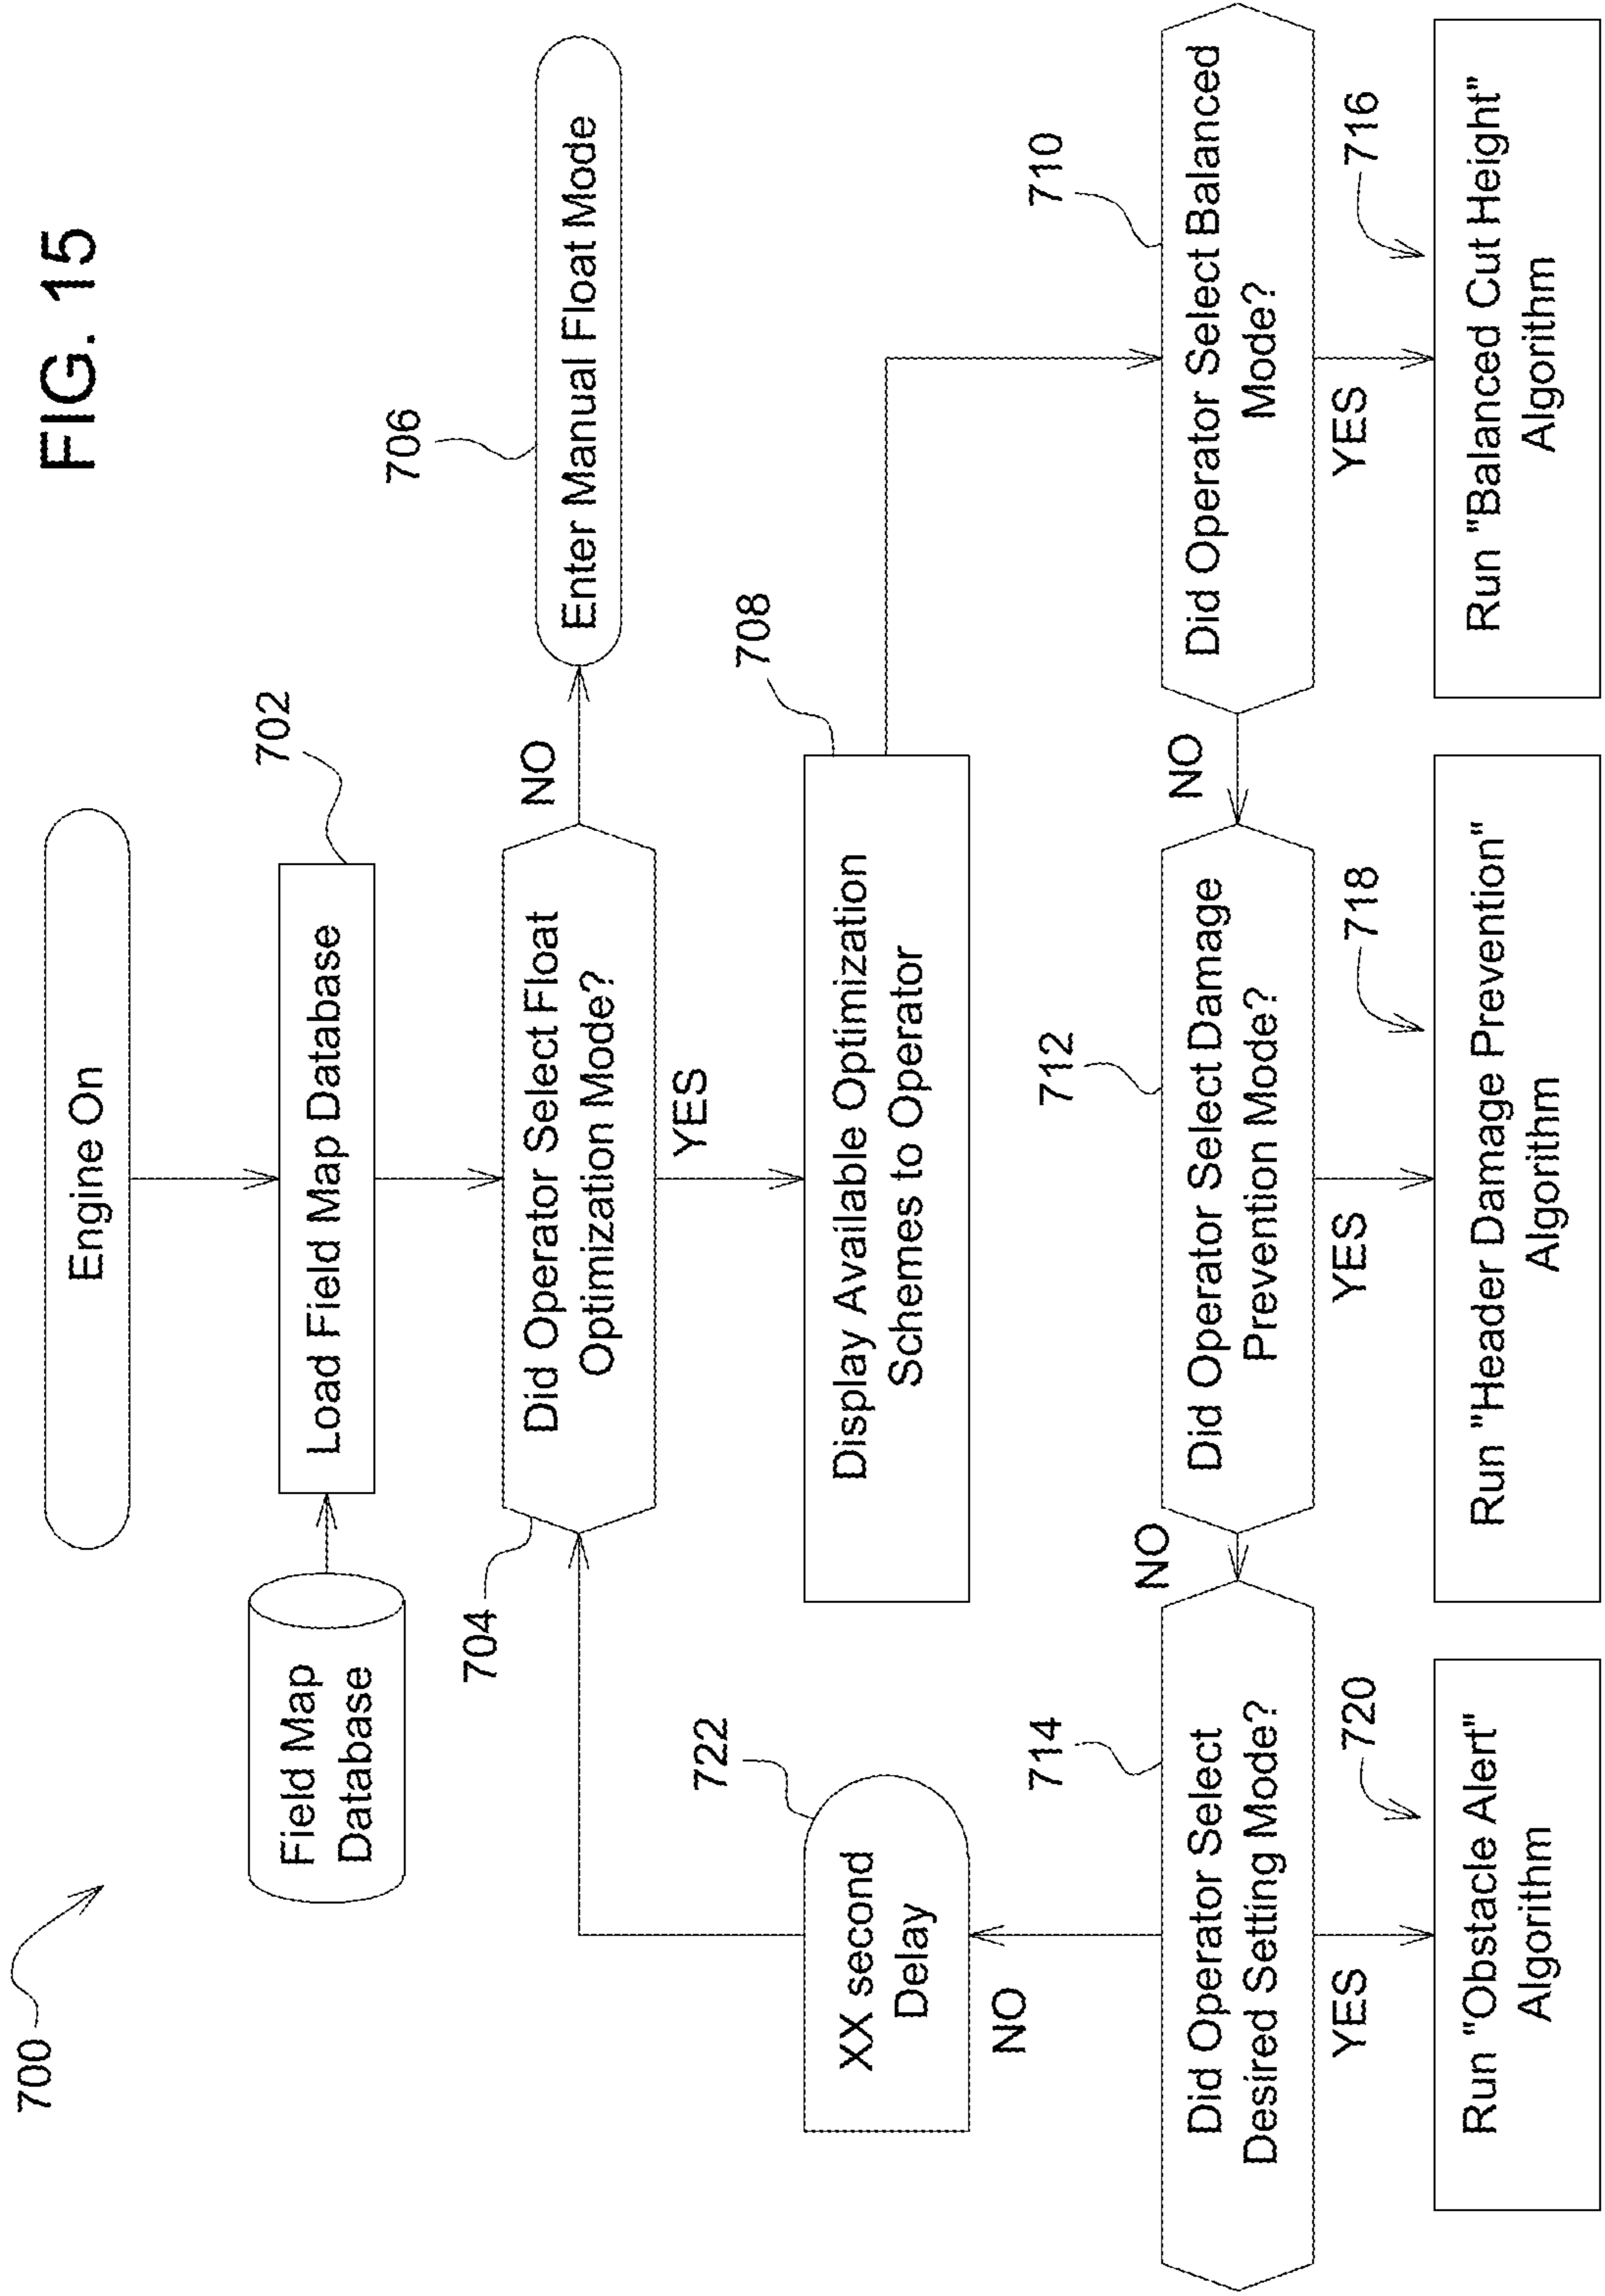 FIG. 15
700
Engine On
702
Field Map
Database
Load Field Map Database
704
Did Operator Select Float
Optimization Mode?
NO
706
Enter Manual Float Mode
YES
722
XX second
Delay
708
Display Available Optimization
Schemes to Operator
NO
714
Did Operator Select
Desired Setting Mode?
NO
712
Did Operator Select Damage
Prevention Mode?
NO
710
Did Operator Select Balanced
Mode?
YES
720
YES
718
YES
716
Run "Obstacle Alert"
Algorithm
Run "Header Damage Prevention"
Algorithm
Run "Balanced Cut Height"
Algorithm